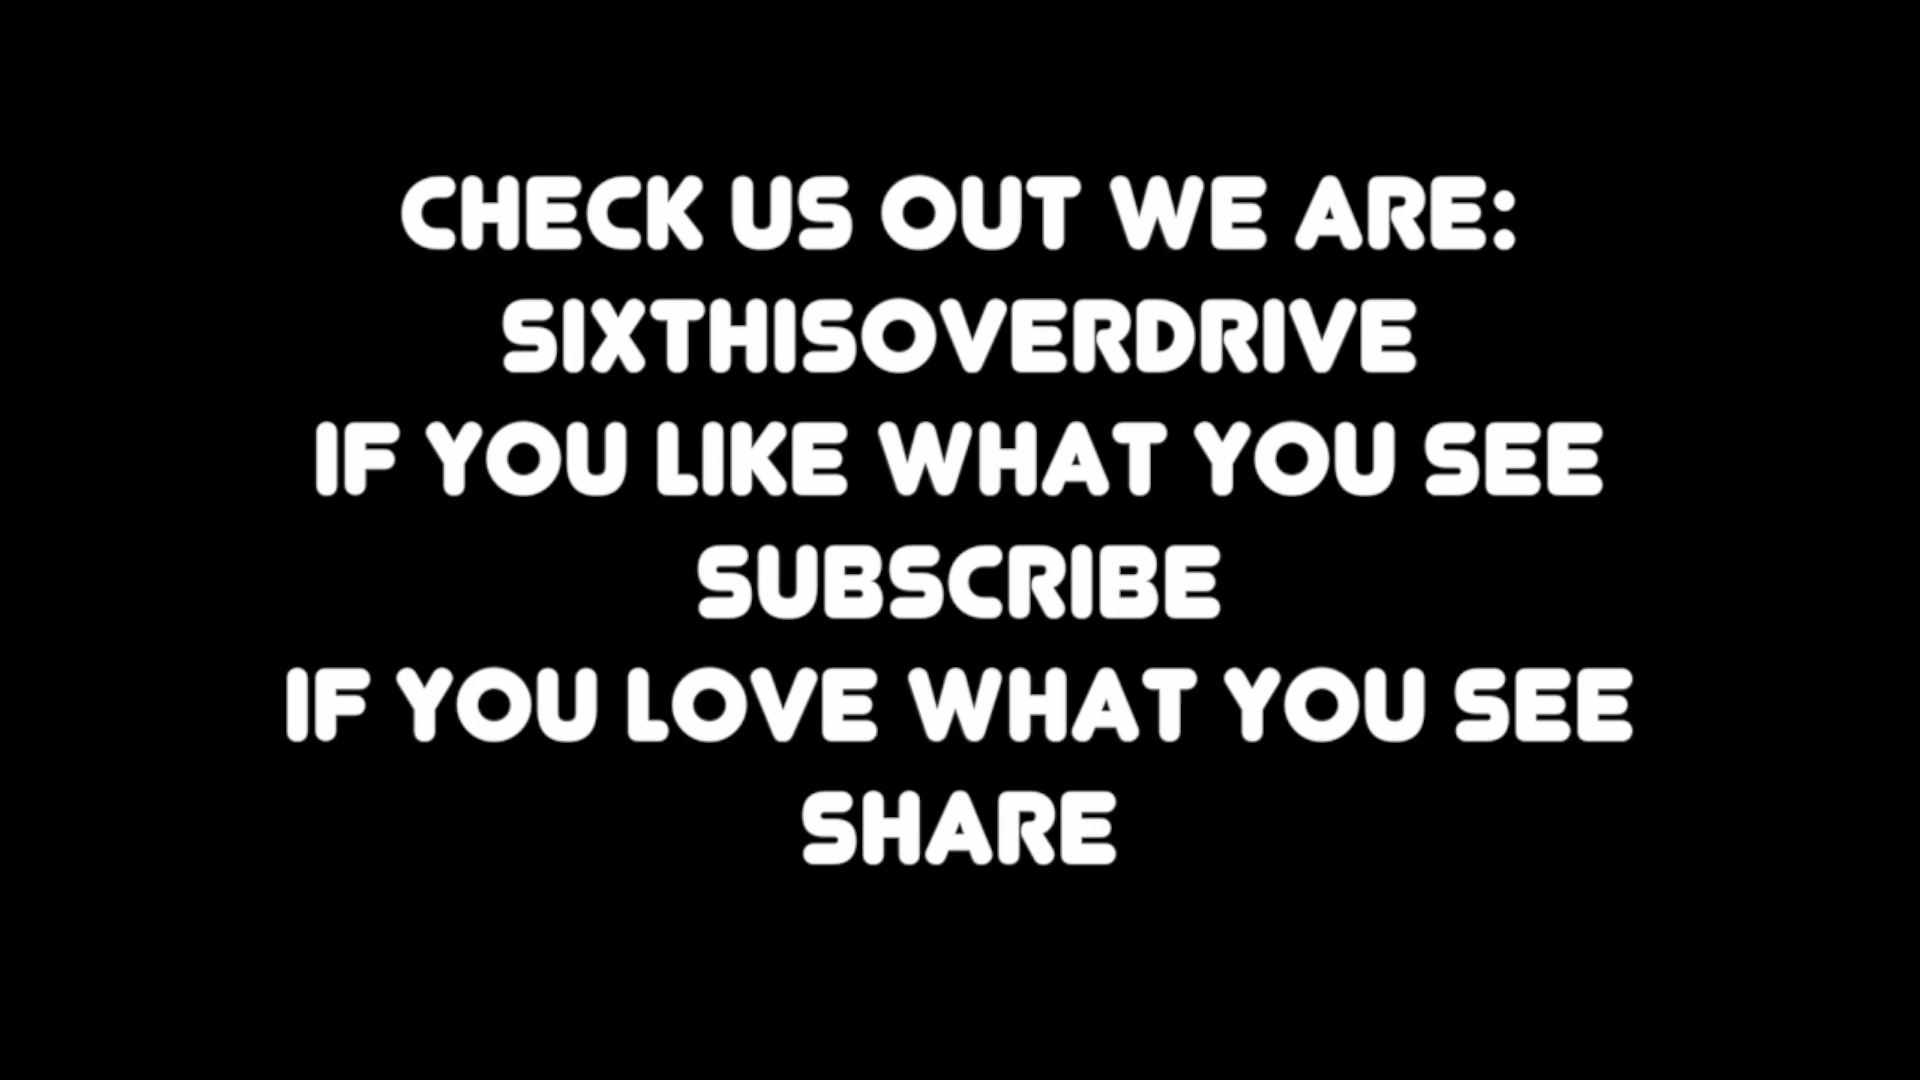 CHECK US OUT WE ARE:
SIXTHISOVERDRIVE
IF YOU LIKE WHAT YOU SEE
SUBSCRIBE
IF YOU LOVE WHAT YOU SEE
SHARE